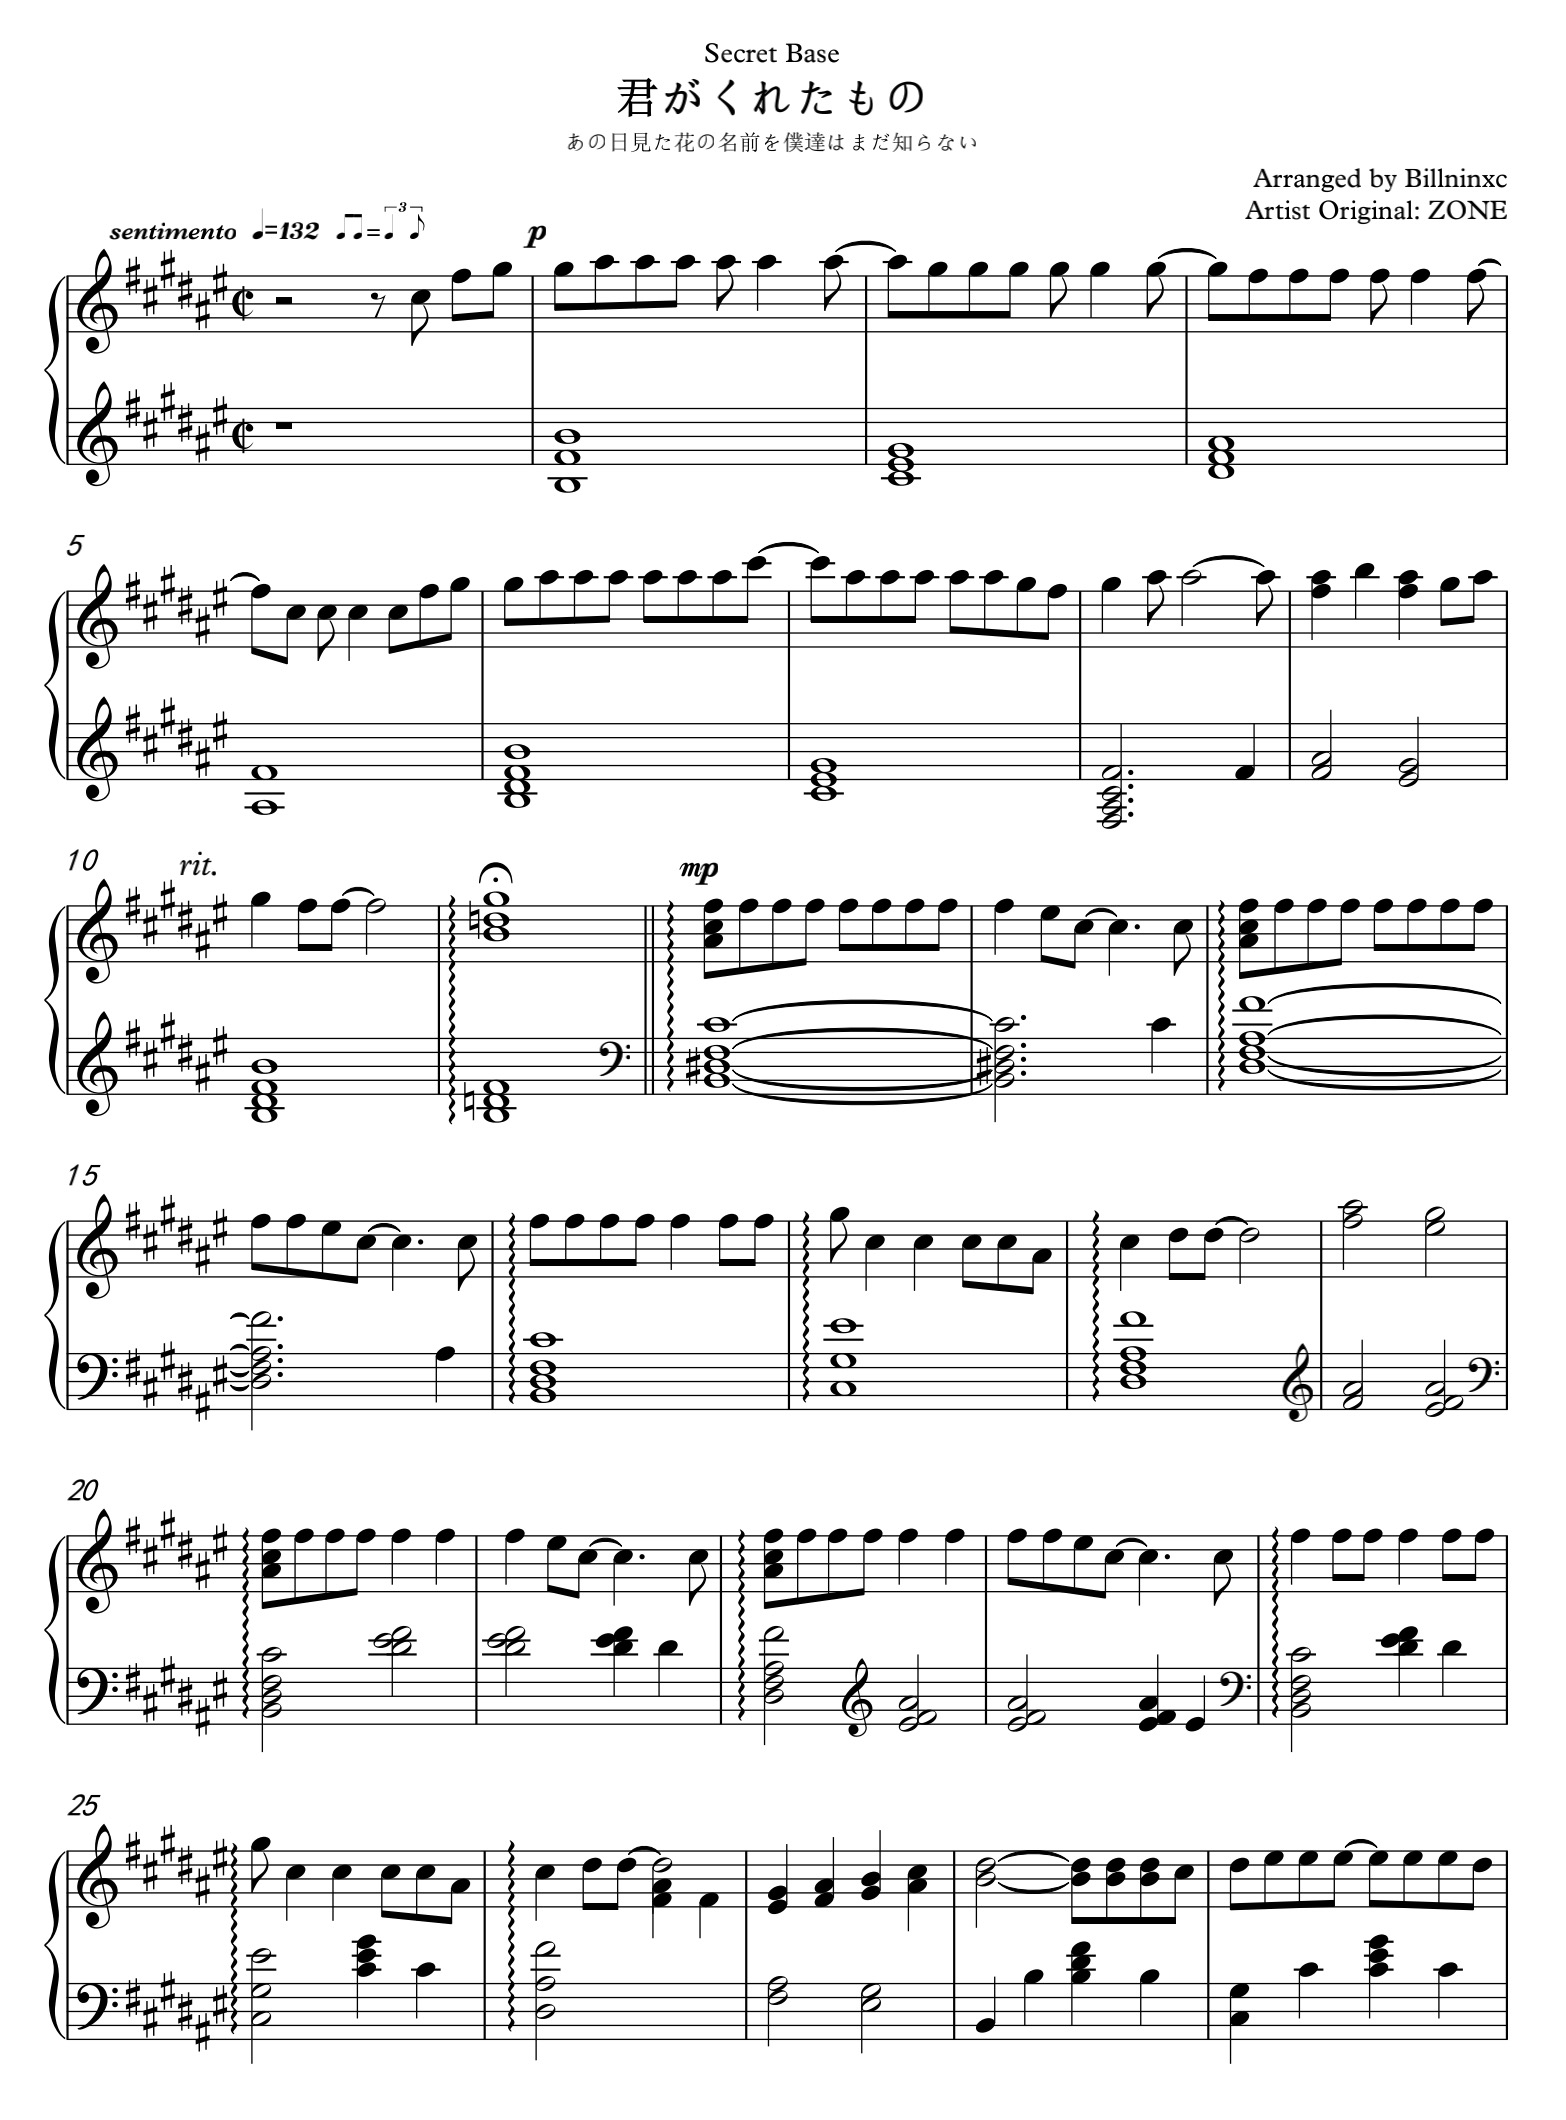 Secret Base
君がくれたもの
あの日見た花の名前を僕達はまだ知らない
Arranged by Billninxc
Artist Original: ZONE
sentimento ♩=132 ♫=♩♪ 3
p
5
10
rit.
mp
15
20
25